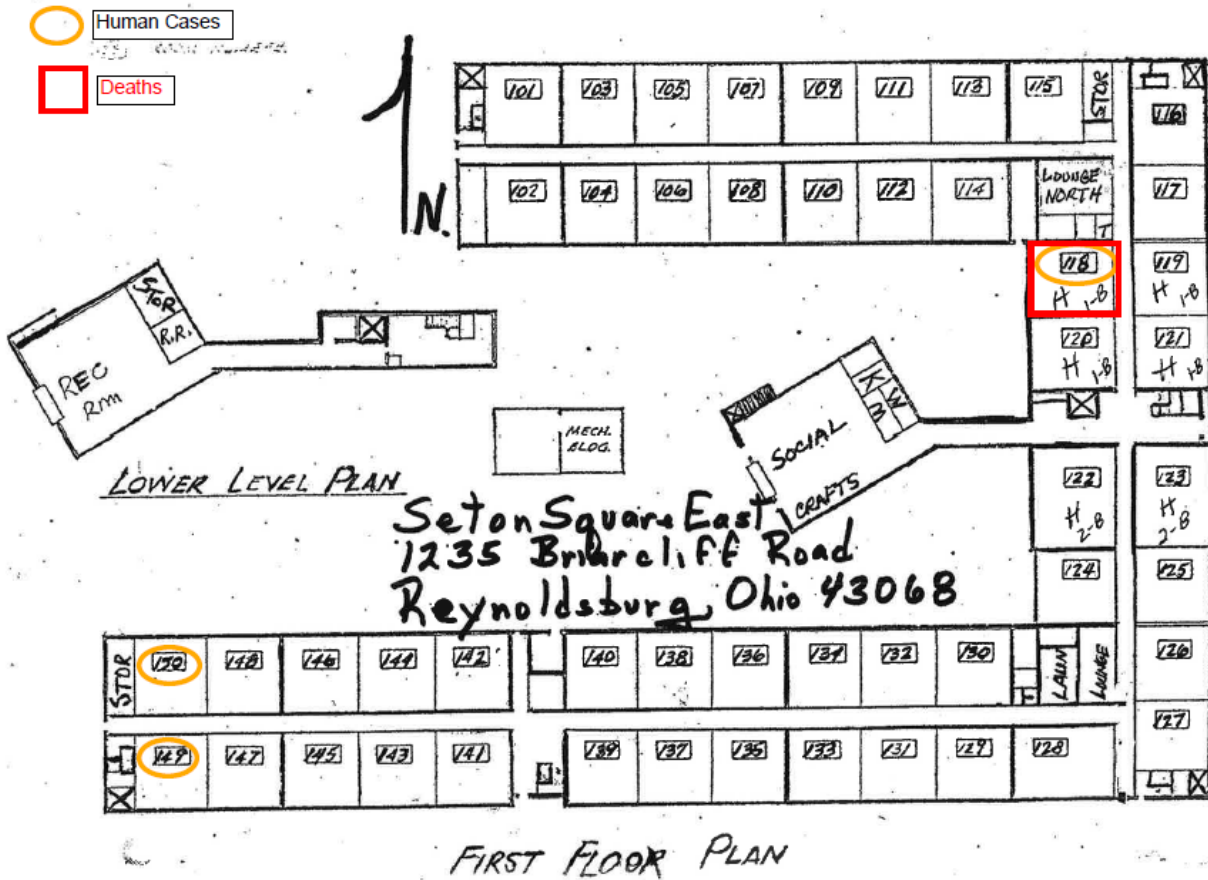 Human Cases
Deaths
N.
101 103 105 107 109 111 113 115 STOR
116
102 104 106 108 110 112 114 LOUNGE NORTH
T
117
118 H 1-B
119 H 1-B
120 H 1-B
121 H 1-B
STOR
R.R.
REC Rm
LOWER LEVEL PLAN
MECH. BLDG.
SOCIAL
CRAFTS
K
W
M
122 H 2-B
123 H 2-B
124 125
Seton Square East
1235 Briarcliff Road
Reynoldsburg, Ohio 43068
STOR 150 148 146 144 142 140 138 136 134 132 130 LAUN LOUNGE 126
127
149 147 145 143 141 139 137 135 133 131 129 128
FIRST FLOOR PLAN